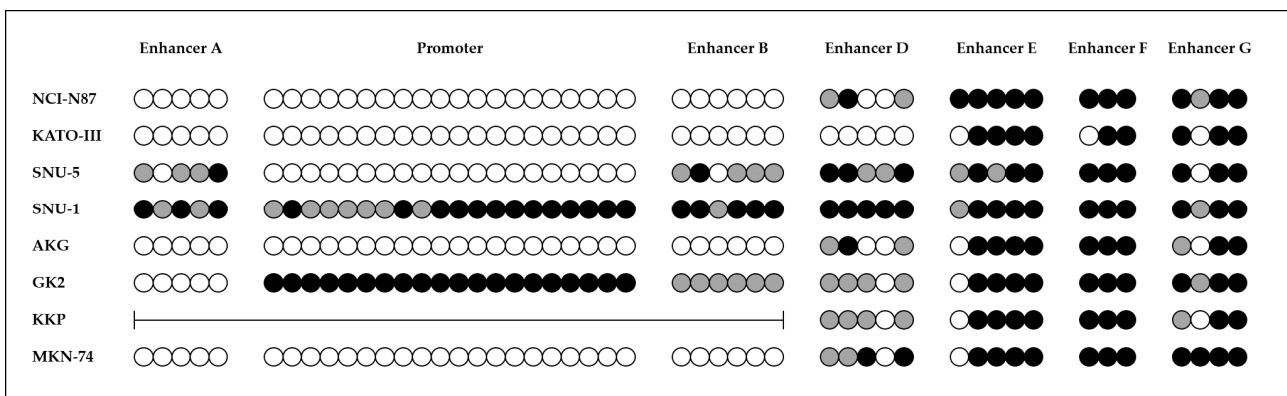 Enhancer A Promoter Enhancer B Enhancer D Enhancer E Enhancer F Enhancer G
NCI-N87
KATO-III
SNU-5
SNU-1
AKG
GK2
KKP
MKN-74